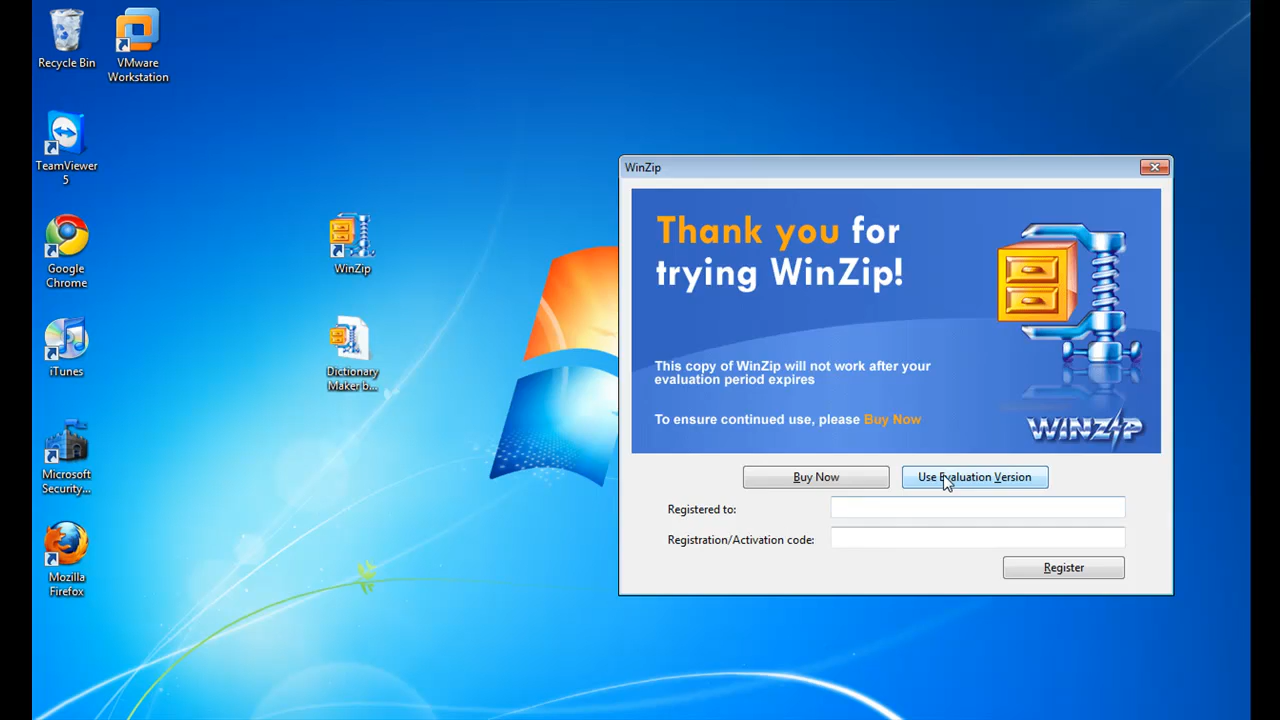 Recycle Bin
VMware
Workstation
TeamViewer
5
Google
Chrome
iTunes
Microsoft
Security...
Mozilla
Firefox
WinZip
Dictionary
Maker b...
WinZip
Thank you for
trying WinZip!
This copy of WinZip will not work after your
evaluation period expires
To ensure continued use, please Buy Now
WINZIP
Buy Now
Use Evaluation Version
Registered to:
Registration/Activation code:
Register